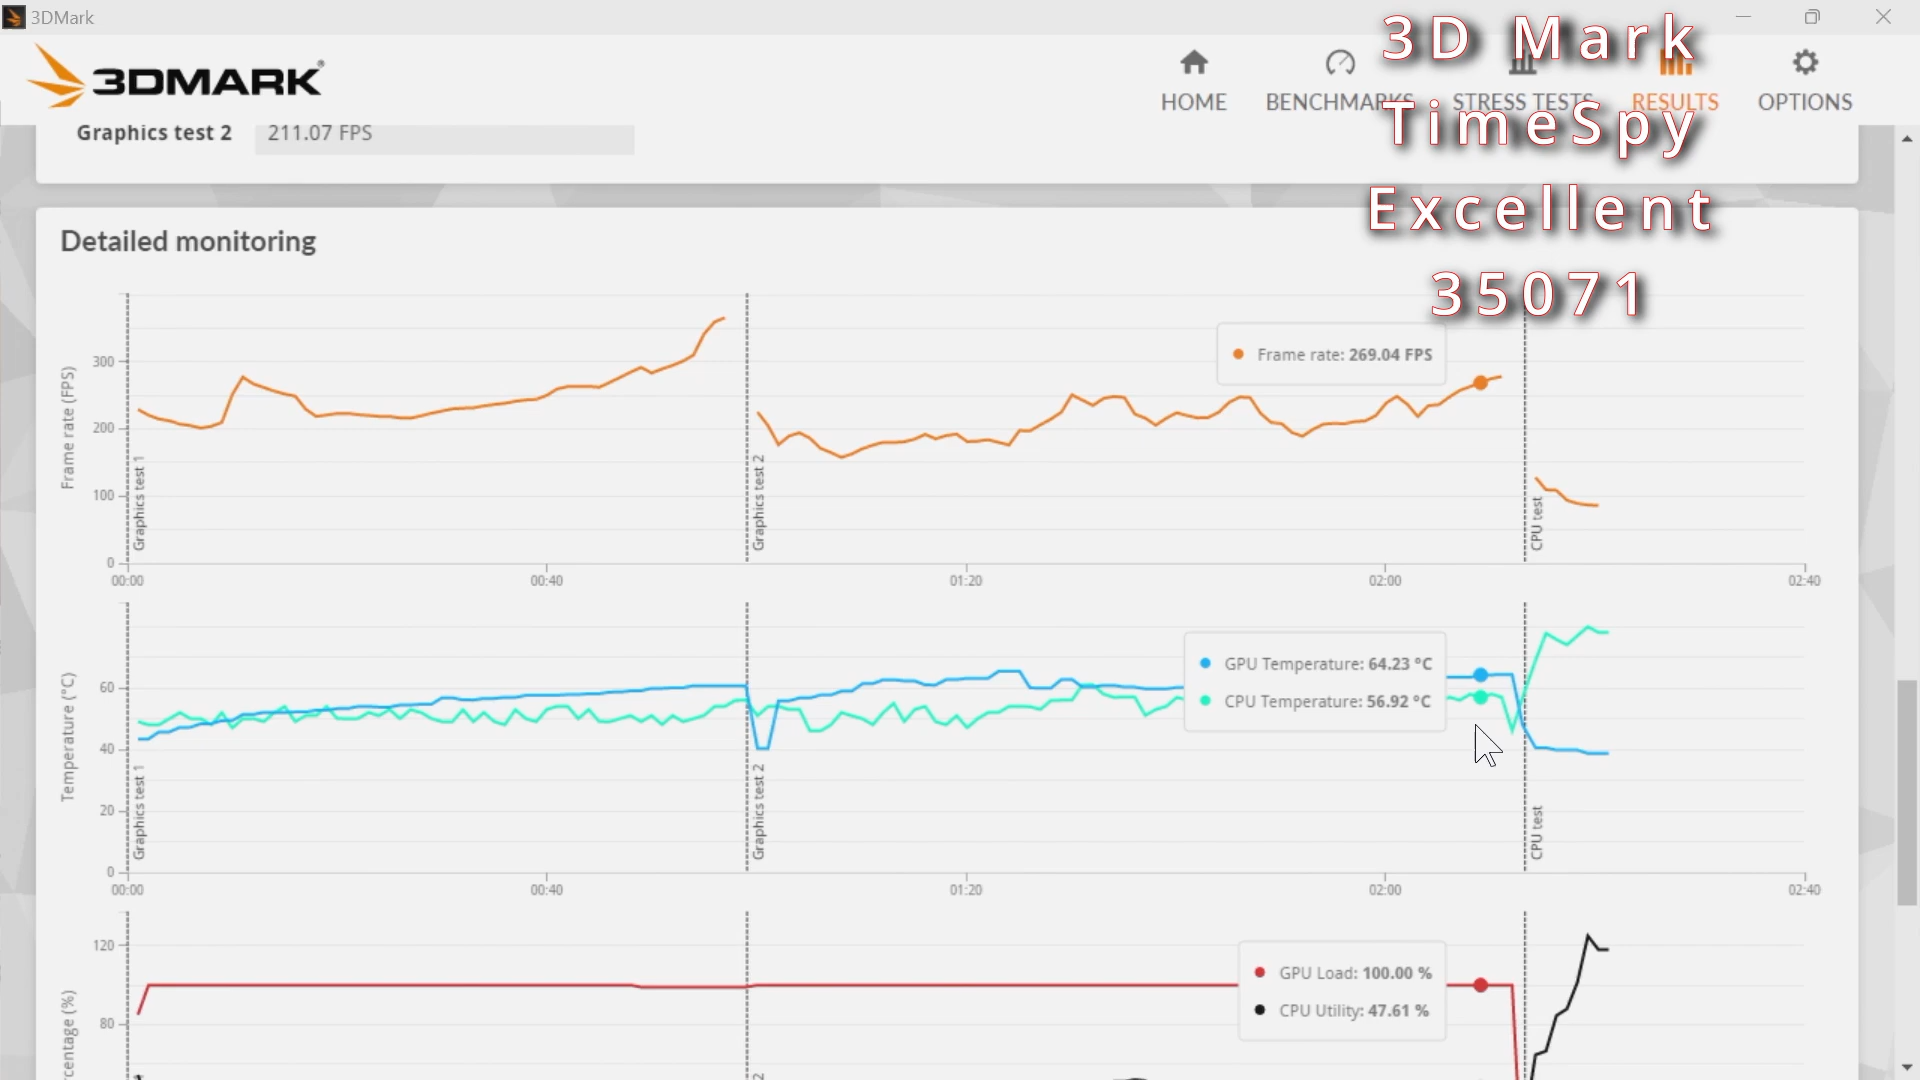 3DMark
3D Mark
TimeSpy
Excellent
35071
3DMARK®
HOME
BENCHMARKS
STRESS TESTS
RESULTS
OPTIONS
Graphics test 2
211.07 FPS
Detailed monitoring
Frame rate (FPS)
300
200
100
0
Graphics test 1
Graphics test 2
CPU test
Frame rate: 269.04 FPS
00:00
00:40
01:20
02:00
02:40
Temperature (°C)
60
40
20
0
Graphics test 1
Graphics test 2
CPU test
GPU Temperature: 64.23 °C
CPU Temperature: 56.92 °C
00:00
00:40
01:20
02:00
02:40
rcentage (%)
120
80
GPU Load: 100.00 %
CPU Utility: 47.61 %
2